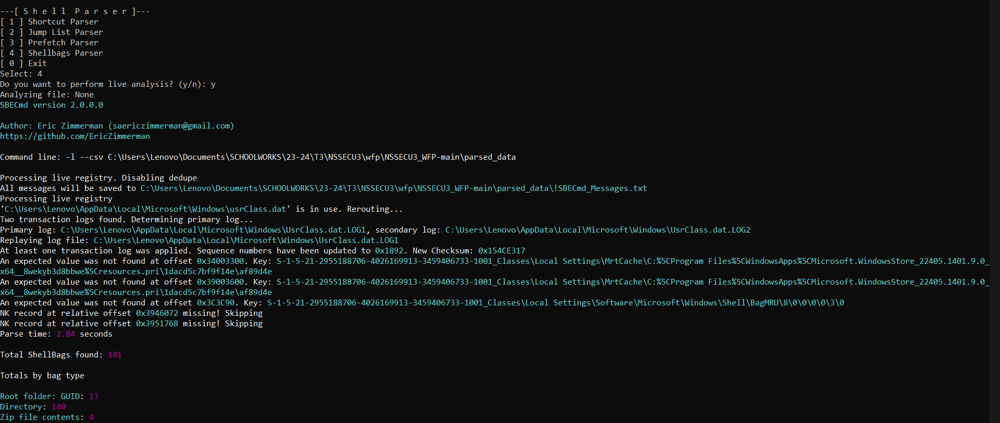 ---[ S h e l l  P a r s e r ]---
[ 1 ] Shortcut Parser
[ 2 ] Jump List Parser
[ 3 ] Prefetch Parser
[ 4 ] Shellbags Parser
[ 0 ] Exit
Select: 4
Do you want to perform live analysis? (y/n): y
Analyzing file: None
SBECmd version 2.0.0.0
Author: Eric Zimmerman (saericzimmerman@gmail.com)
https://github.com/EricZimmerman
Command line: -l --csv C:\Users\Lenovo\Documents\SCHOOLWORKS\23-24\T3\NSSECU3\wfp\NSSECU3_WFP-main\parsed_data
Processing live registry. Disabling dedupe
All messages will be saved to C:\Users\Lenovo\Documents\SCHOOLWORKS\23-24\T3\NSSECU3\wfp\NSSECU3_WFP-main\parsed_data\!SBECmd_Messages.txt
Processing live registry
'C:\Users\Lenovo\AppData\Local\Microsoft\Windows\usrClass.dat' is in use. Rerouting...
Two transaction logs found. Determining primary log...
Primary log: C:\Users\Lenovo\AppData\Local\Microsoft\Windows\UsrClass.dat.LOG1, secondary log: C:\Users\Lenovo\AppData\Local\Microsoft\Windows\UsrClass.dat.LOG2
Replaying log file: C:\Users\Lenovo\AppData\Local\Microsoft\Windows\UsrClass.dat.LOG1
At least one transaction log was applied. Sequence numbers have been updated to 0x1892. New Checksum: 0x154CE317
An expected value was not found at offset 0x34003300. Key: S-1-5-21-2955188706-4026169913-3459406733-1001_Classes\Local Settings\MrtCache\C:%5CProgram Files%5CWindowsApps%5CMicrosoft.WindowsStore_22405.1401.9.0_
x64__8wekyb3d8bbwe%5Cresources.pri\1dacd5c7bf9f14e\af89d4e
An expected value was not found at offset 0x39003600. Key: S-1-5-21-2955188706-4026169913-3459406733-1001_Classes\Local Settings\MrtCache\C:%5CProgram Files%5CWindowsApps%5CMicrosoft.WindowsStore_22405.1401.9.0_
x64__8wekyb3d8bbwe%5Cresources.pri\1dacd5c7bf9f14e\af89d4e
An expected value was not found at offset 0x3C3C90. Key: S-1-5-21-2955188706-4026169913-3459406733-1001_Classes\Local Settings\Software\Microsoft\Windows\Shell\BagMRU\8\0\0\0\0\3\0
NK record at relative offset 0x3946072 missing! Skipping
NK record at relative offset 0x3951768 missing! Skipping
Parse time: 2.84 seconds
Total ShellBags found: 181
Totals by bag type
Root folder: GUID: 13
Directory: 140
Zip file contents: 4